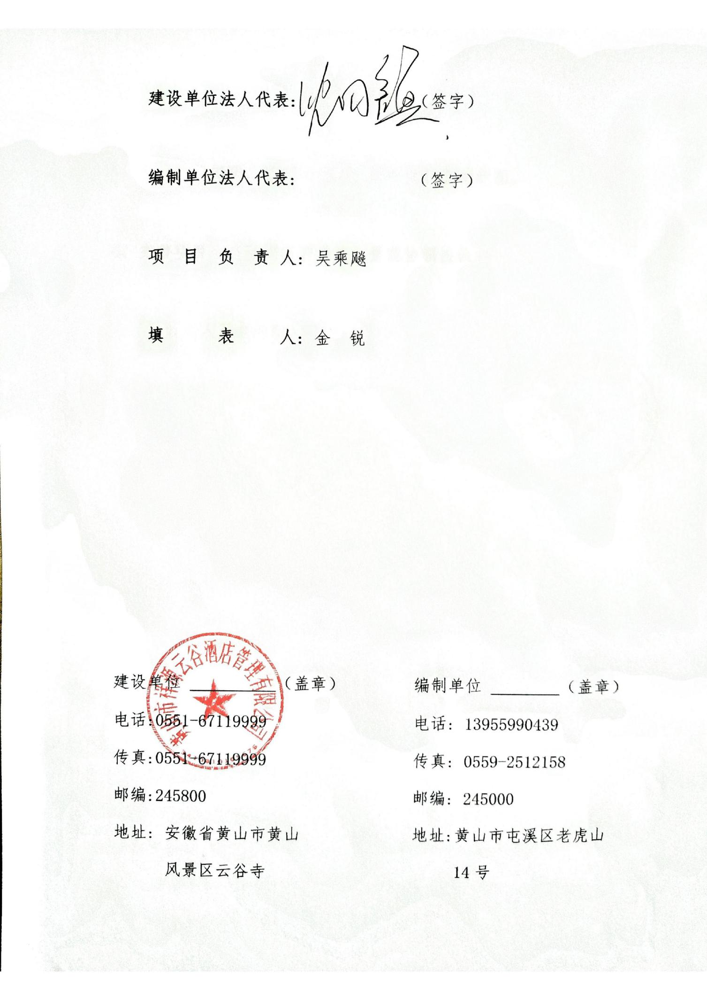 建设单位法人代表:（签字）
编制单位法人代表:（签字）
项目负责人:吴乘飚
填表人:金锐
黄山市祥源云谷酒店管理有限公司
建设单位（盖章）
电话:0551-67119999
传真:0551-67119999
邮编:245800
地址:安徽省黄山市黄山
风景区云谷寺
编制单位（盖章）
电话:13955990439
传真:0559-2512158
邮编:245000
地址:黄山市屯溪区老虎山
14号